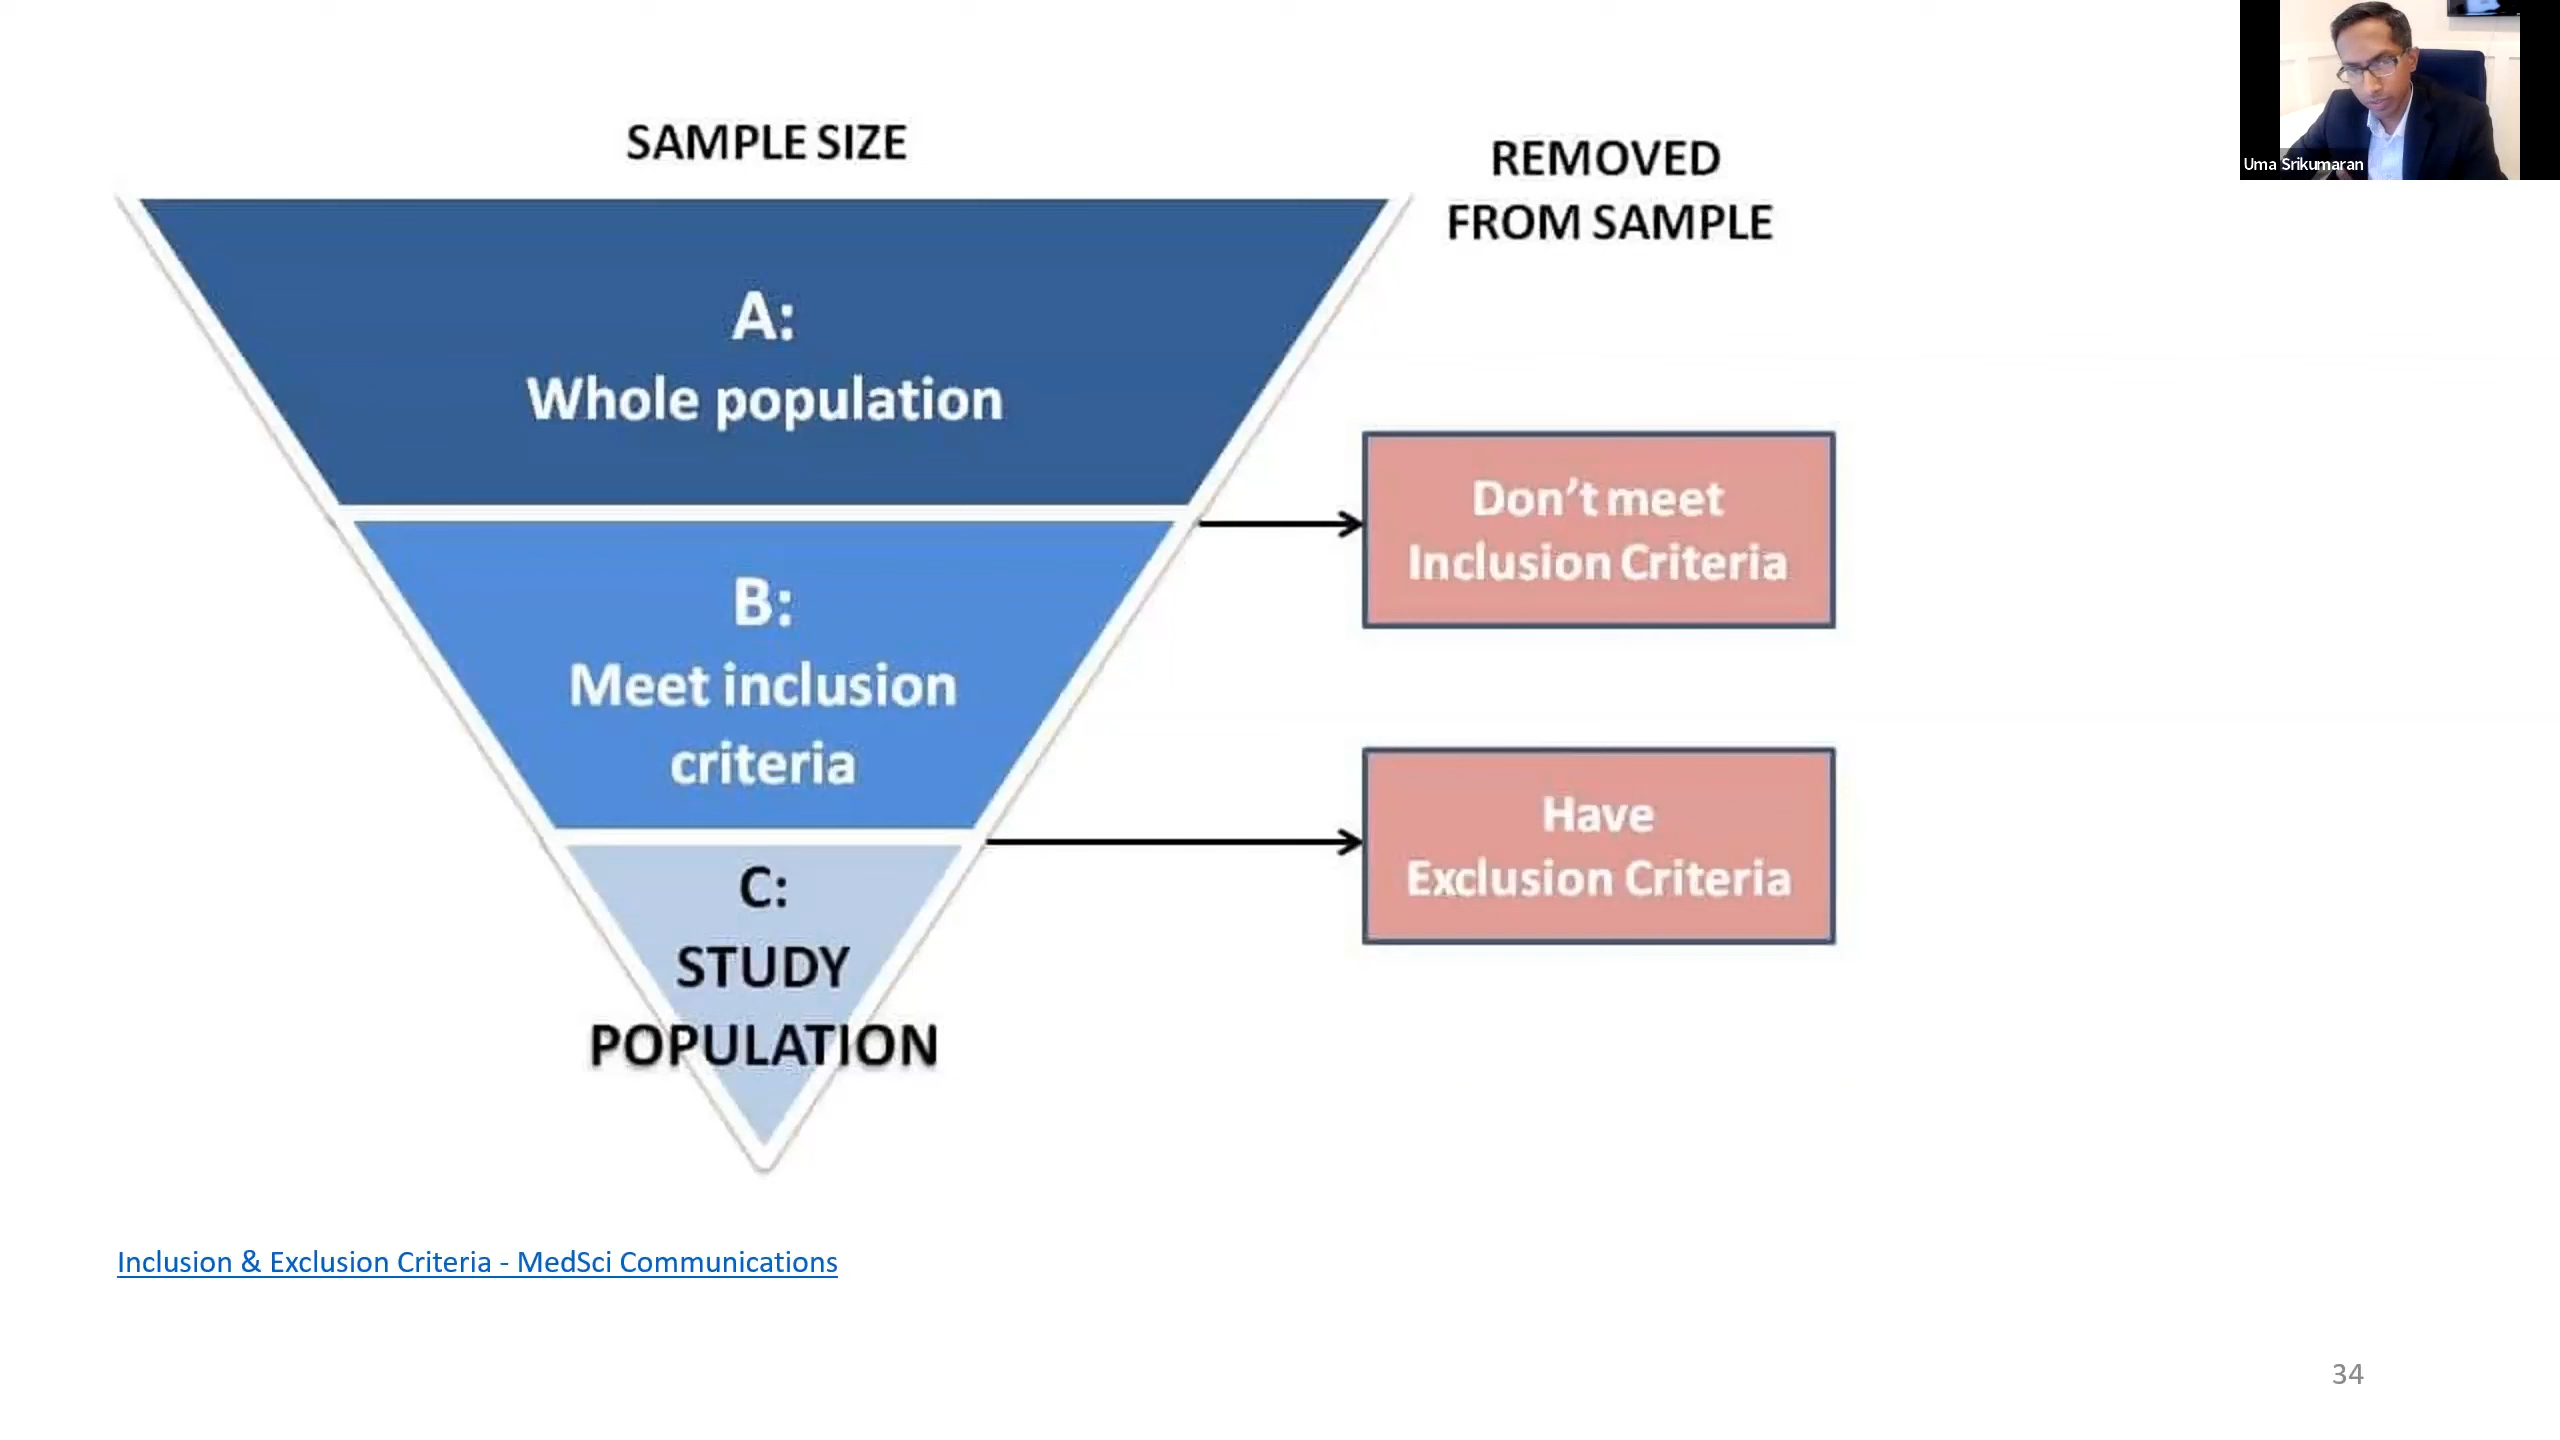 SAMPLE SIZE
REMOVED
FROM SAMPLE
Uma Srikumaran
A:
Whole population
Don't meet
Inclusion Criteria
B:
Meet inclusion
criteria
Have
Exclusion Criteria
C:
STUDY
POPULATION
Inclusion & Exclusion Criteria - MedSci Communications
34